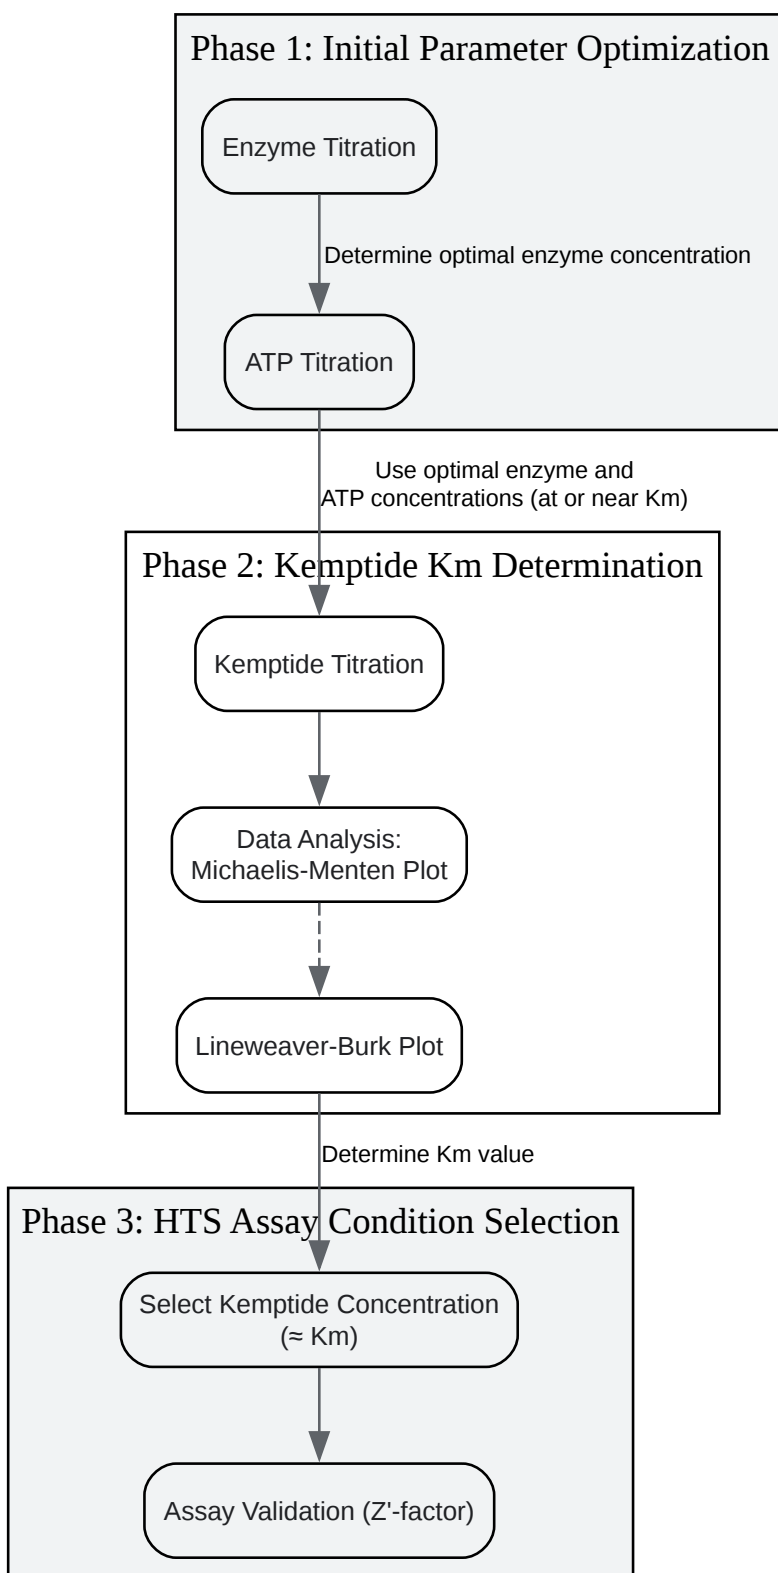 Phase 1: Initial Parameter Optimization
Enzyme Titration
Determine optimal enzyme concentration
ATP Titration
Use optimal enzyme and
ATP concentrations (at or near Km)
Phase 2: Kemptide Km Determination
Kemptide Titration
Data Analysis:
Michaelis-Menten Plot
Lineweaver-Burk Plot
Determine Km value
Phase 3: HTS Assay Condition Selection
Select Kemptide Concentration
(≈ Km)
Assay Validation (Z'-factor)